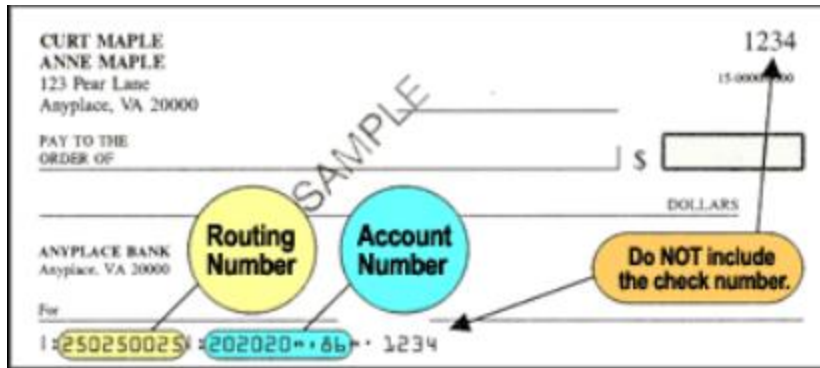 CURT MAPLE
ANNE MAPLE
123 Pear Lane
Anyplace, VA 20000
1234
SAMPLE
PAY TO THE
ORDER OF
$
DOLLARS
ANYPLACE BANK
Anyplace, VA 20000
Routing
Number
Account
Number
Do NOT include
the check number.
For
|:250250025|:202020"'86"' 1234